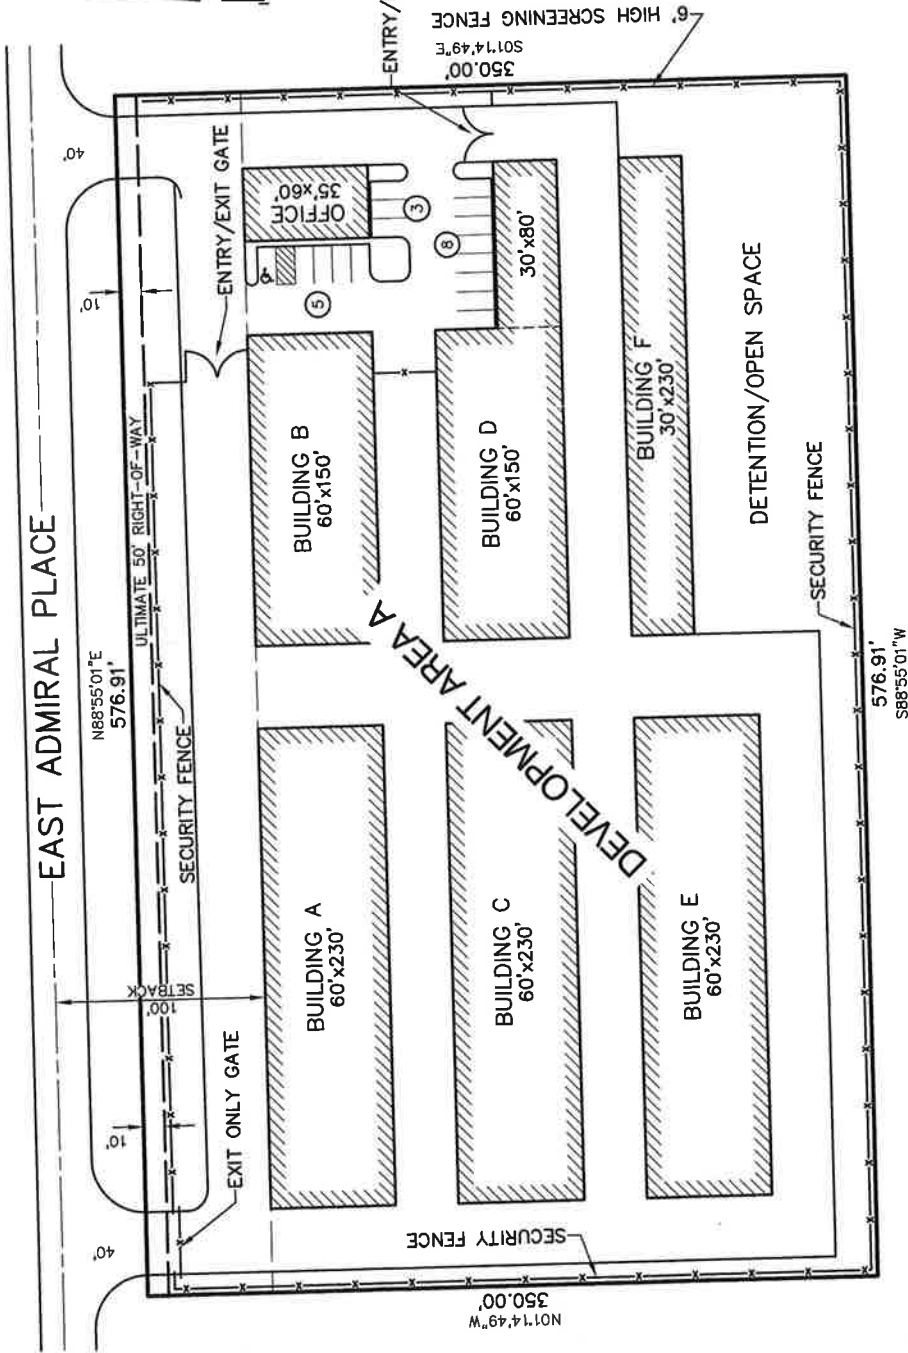 EAST ADMIRAL PLACE
N88°55'01"E
576.91'
ULTIMATE 50' RIGHT-OF-WAY
SECURITY FENCE
100'
SETBACK
10'
10'
40'
40'
EXIT ONLY GATE
ENTRY/EXIT GATE
ENTRY/
6' HIGH SCREENING FENCE
S01°14'49"E
350.00'
OFFICE
35'x60'
3
8
5
30'x80'
BUILDING A
60'x230'
BUILDING B
60'x150'
BUILDING C
60'x230'
BUILDING D
60'x150'
BUILDING E
60'x230'
BUILDING F
30'x230'
DEVELOPMENT AREA A
DETENTION/OPEN SPACE
SECURITY FENCE
SECURITY FENCE
350.00'
N01°14'49"W
576.91'
S88°55'01"W